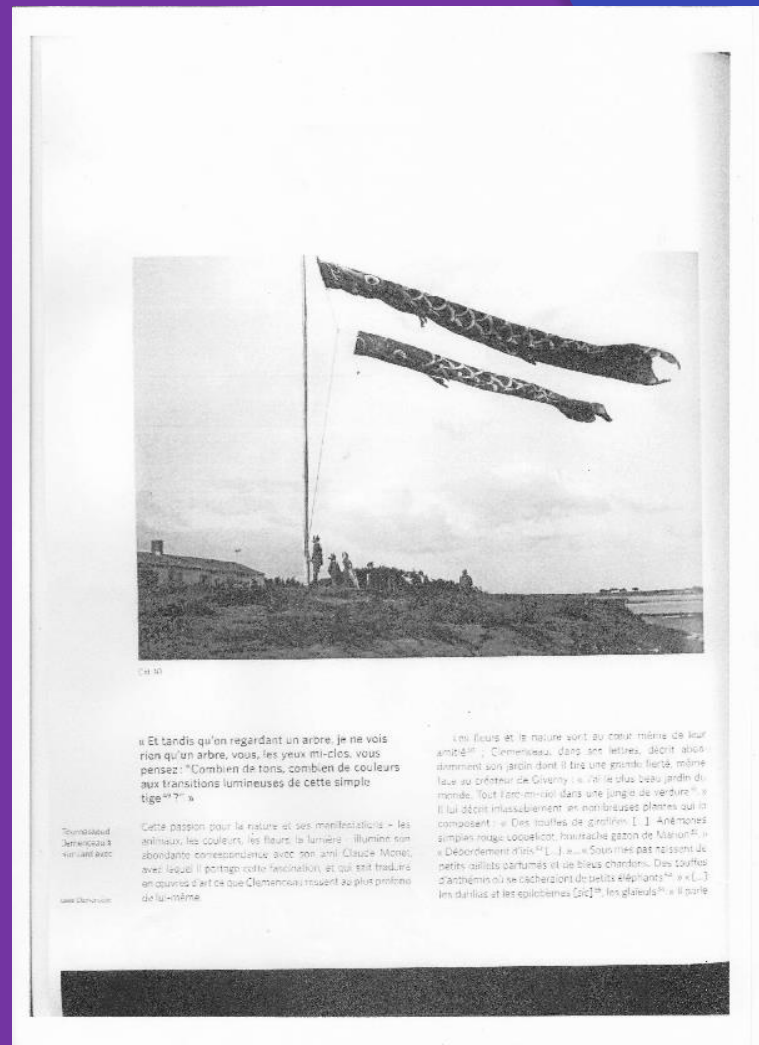 « Et tandis qu'en regardant un arbre, je ne vois
rien qu'un arbre, vous, les yeux mi-clos, vous
pensez : "Combien de tons, combien de couleurs
aux transitions lumineuses de cette simple
tige ?" »
Cette passion pour la nature et ses manifestations – les
animaux, les couleurs, les fleurs, la lumière – illumine son
abondante correspondance avec son ami Claude Monet,
avec lequel il partage cette fascination, et qui sait traduire
en œuvres d'art ce que Clemenceau ressent au plus profond
de lui-même.
Les fleurs et la nature sont au cœur même de leur
amitié ; Clemenceau, dans ses lettres, décrit abon-
damment son jardin dont il tire une grande fierté, même
face au créateur de Giverny : « J'ai le plus beau jardin du
monde. Tout l'arc-en-ciel dans une jungle de verdure. »
Il lui décrit inlassablement les nombreuses plantes qui le
composent : « Des touffes de giroflées [...] Anémones
simples rouge coquelicot, bourrache gazon de Marion. »
« Débordement d'iris [...] »... « Sous mes pas naissent de
petits œillets parfumés et de bleus chardons. Des touffes
d'anthémis où se cacheraient de petits éléphants. » « [...]
les dahlias et les epilobèmes [sic], les glaïeuls. » Il parle